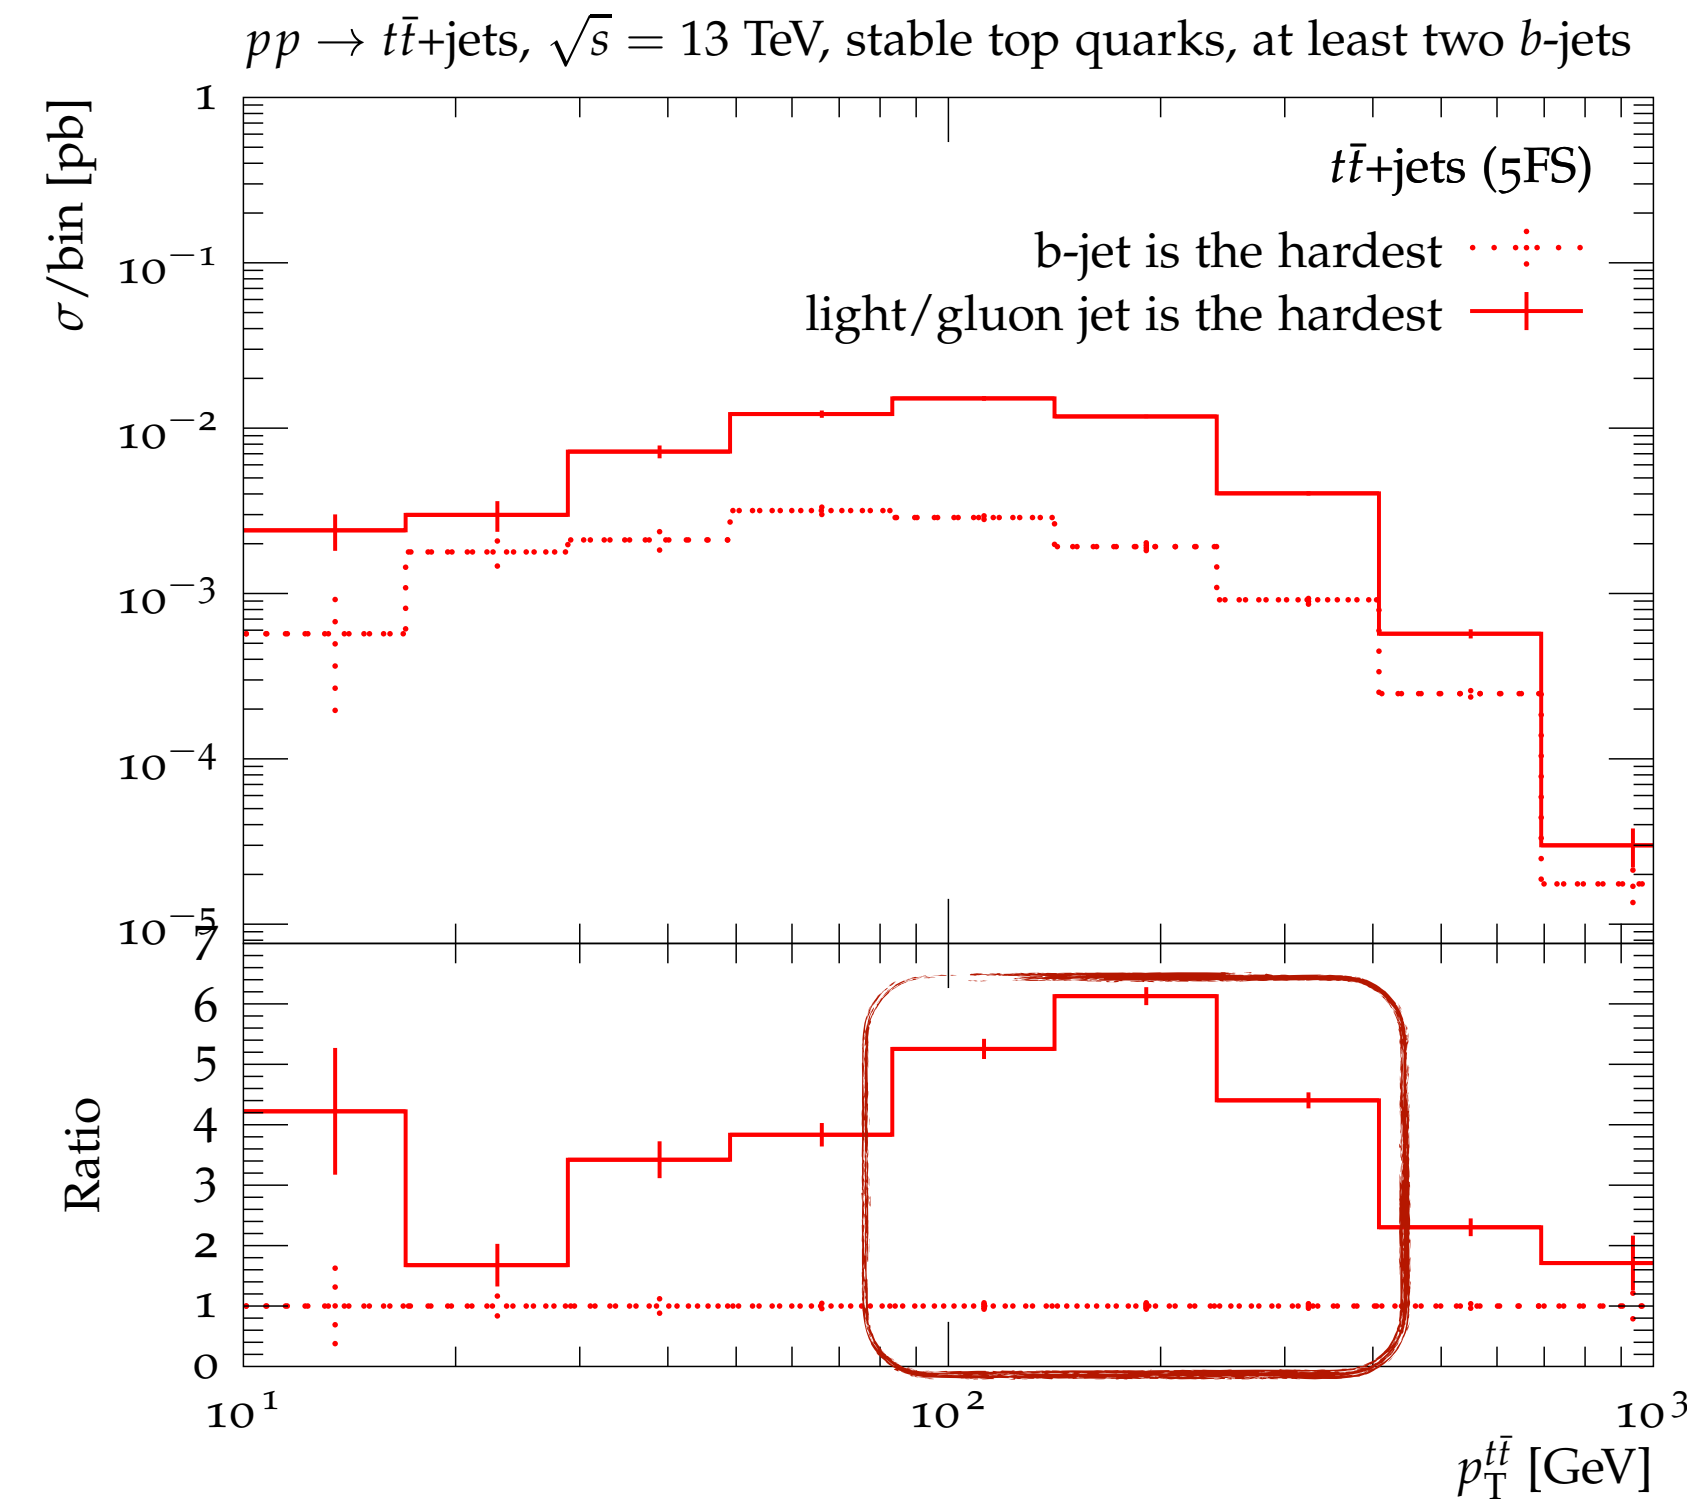 pp → tt̄+jets, √s = 13 TeV, stable top quarks, at least two b-jets
σ/bin [pb]
1
10⁻¹
10⁻²
10⁻³
10⁻⁴
10⁻⁵
tt̄+jets (5FS)
b-jet is the hardest
light/gluon jet is the hardest
Ratio
7
6
5
4
3
2
1
0
10¹ 10² 10³
p_T^{tt̄} [GeV]